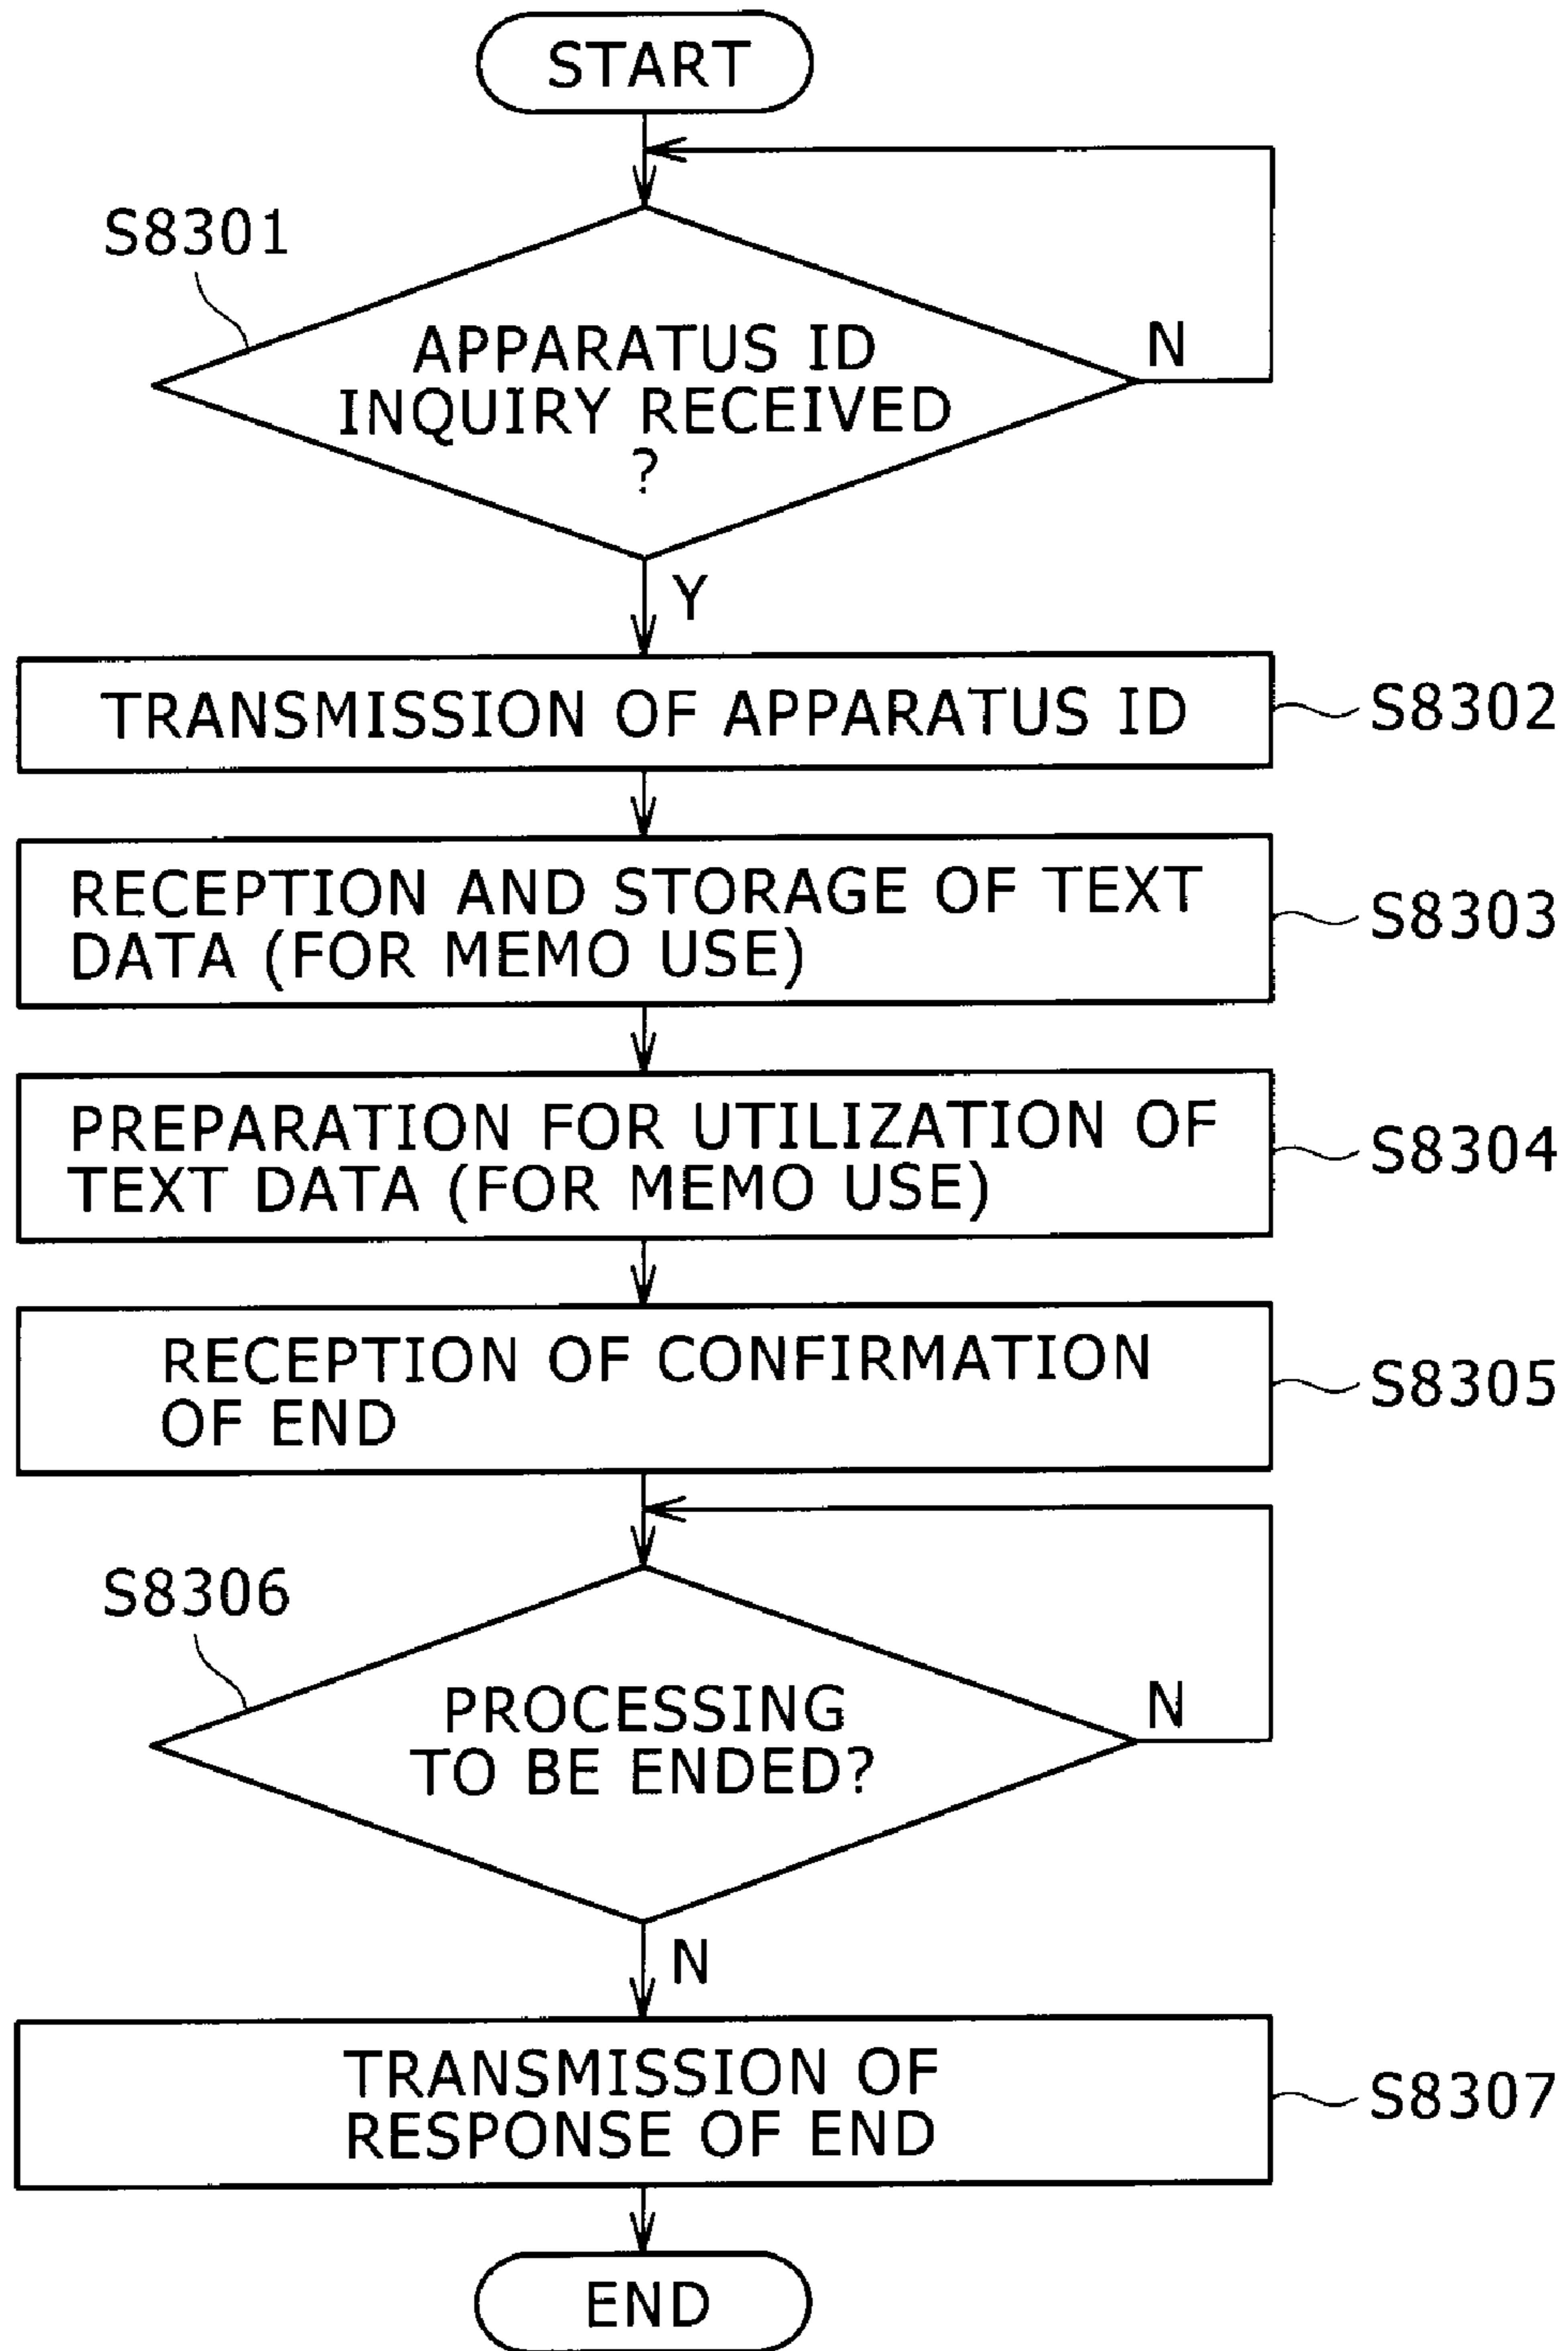 START
S8301
APPARATUS ID
INQUIRY RECEIVED
?
N
Y
TRANSMISSION OF APPARATUS ID
S8302
RECEPTION AND STORAGE OF TEXT
DATA (FOR MEMO USE)
S8303
PREPARATION FOR UTILIZATION OF
TEXT DATA (FOR MEMO USE)
S8304
RECEPTION OF CONFIRMATION
OF END
S8305
S8306
PROCESSING
TO BE ENDED?
N
N
TRANSMISSION OF
RESPONSE OF END
S8307
END